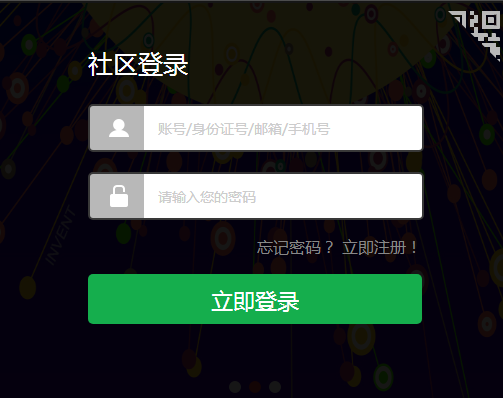 社区登录
账号/身份证号/邮箱/手机号
请输入您的密码
忘记密码？ 立即注册！
立即登录
INVENT